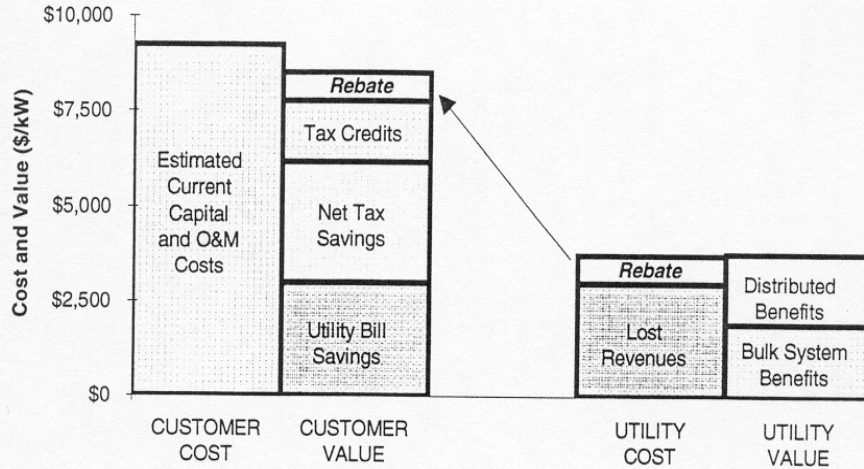 Cost and Value ($/kW)
$10,000
$7,500
$5,000
$2,500
$0
Estimated
Current
Capital
and O&M
Costs
Rebate
Tax Credits
Net Tax
Savings
Utility Bill
Savings
Rebate
Lost
Revenues
Distributed
Benefits
Bulk System
Benefits
CUSTOMER
COST
CUSTOMER
VALUE
UTILITY
COST
UTILITY
VALUE